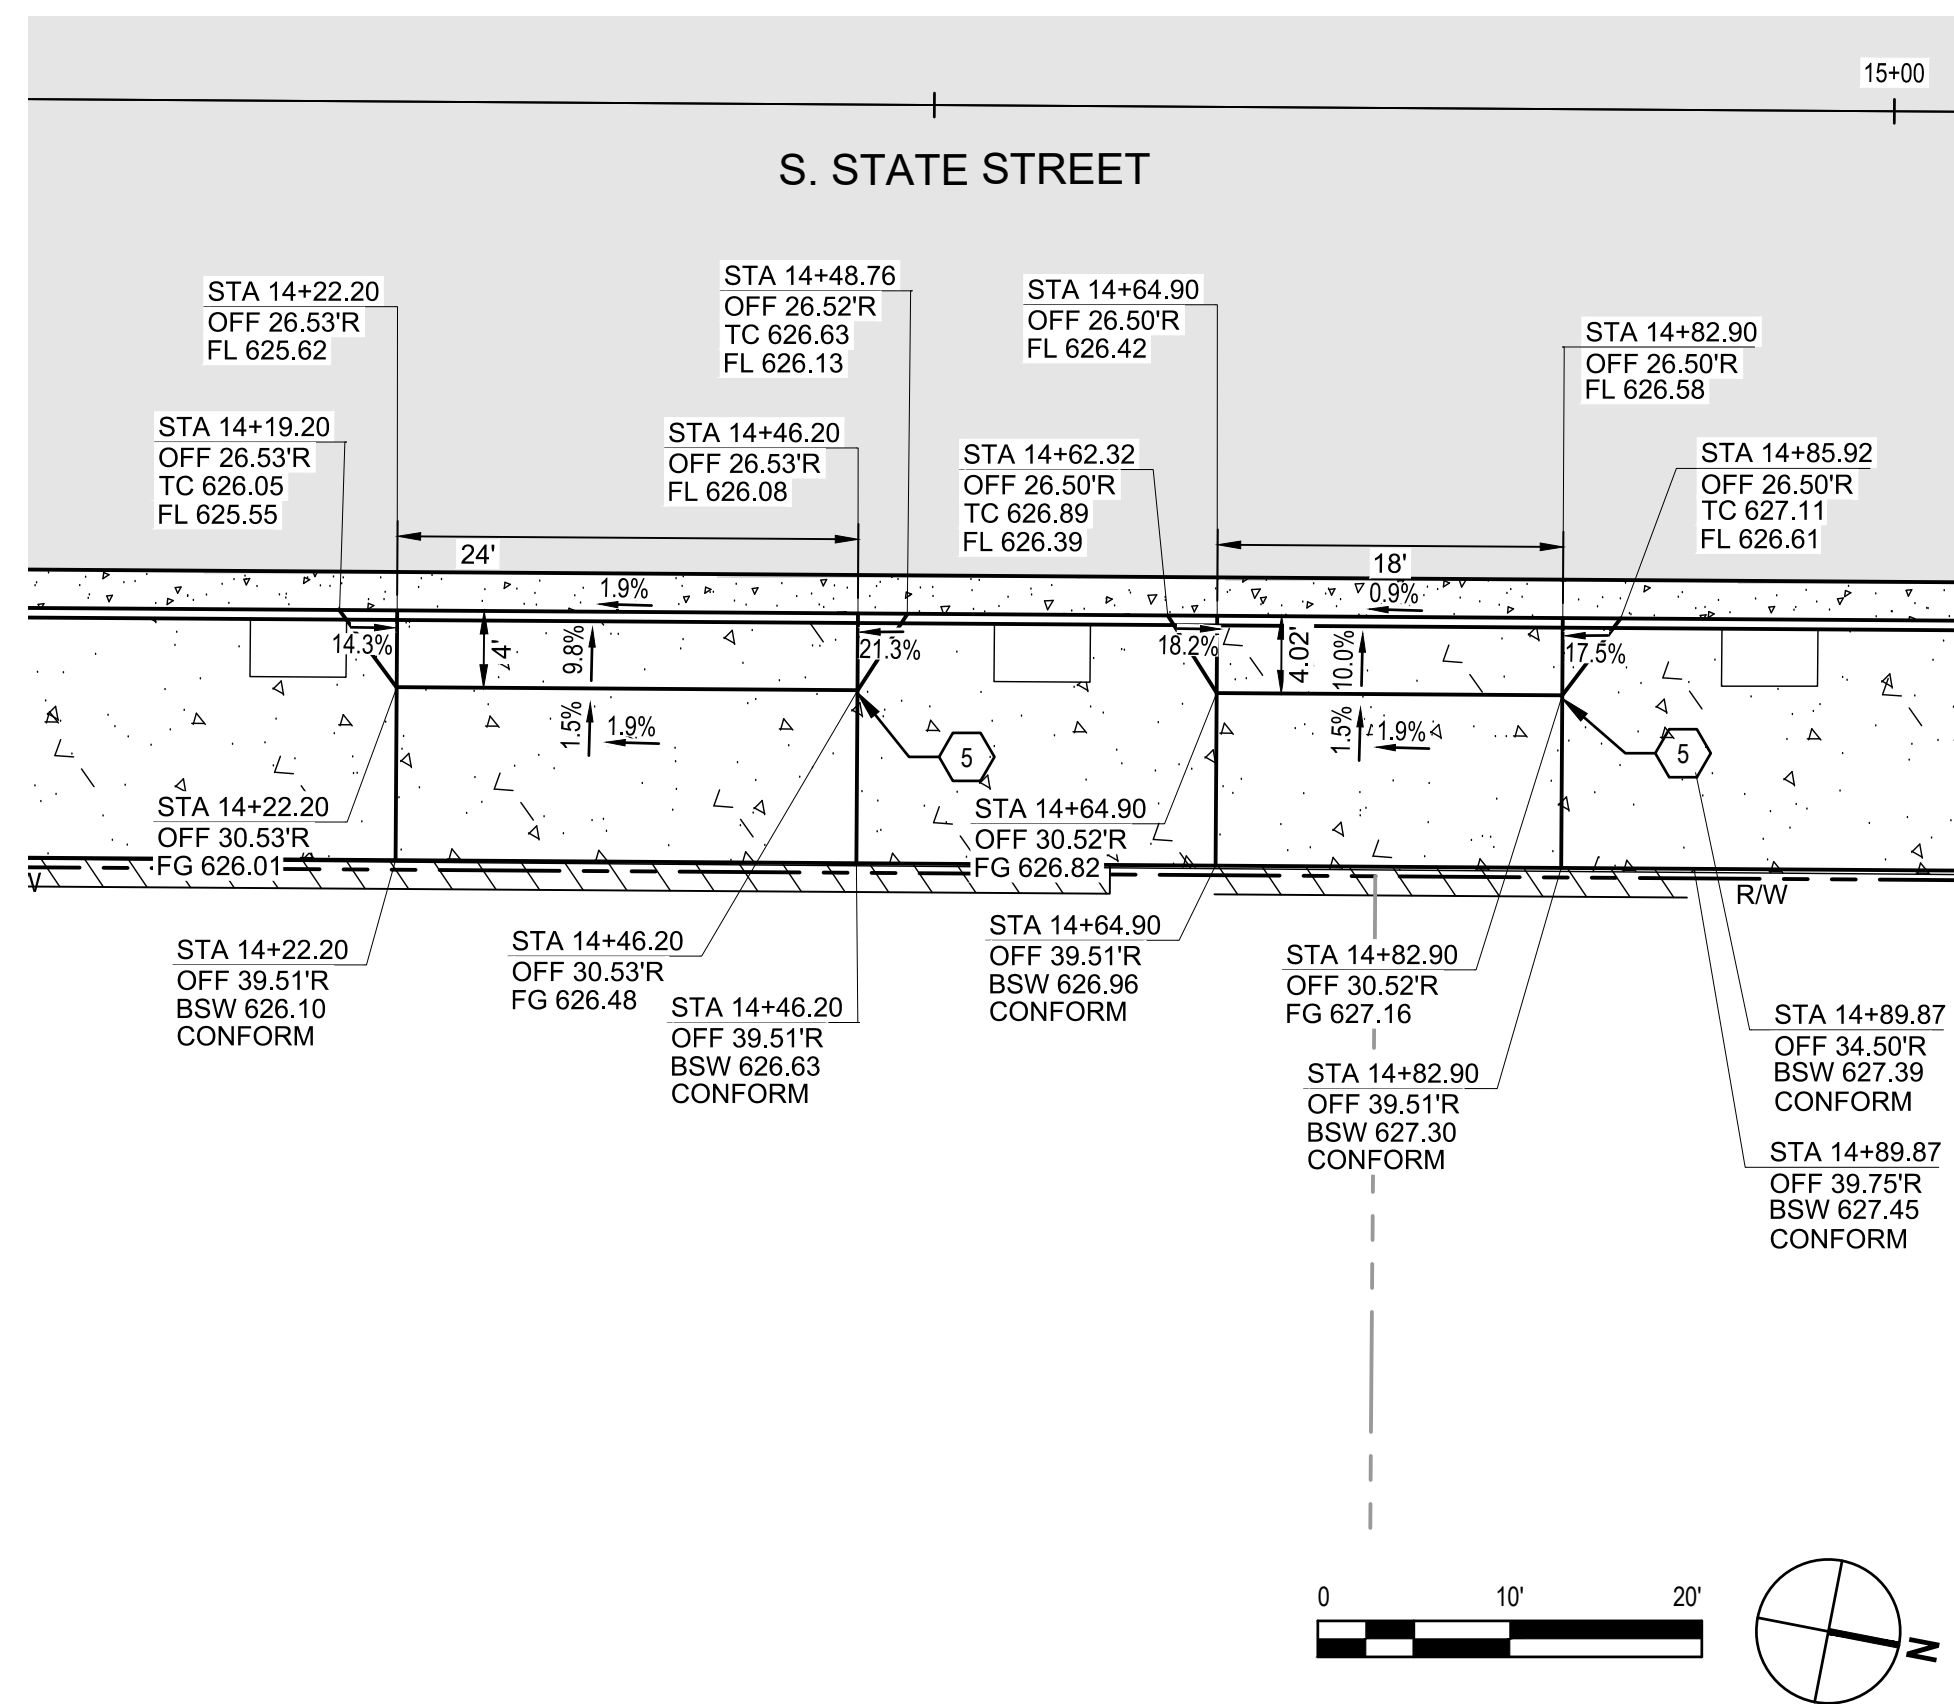 15+00
S. STATE STREET
STA 14+22.20
OFF 26.53'R
FL 625.62
STA 14+48.76
OFF 26.52'R
TC 626.63
FL 626.13
STA 14+64.90
OFF 26.50'R
FL 626.42
STA 14+82.90
OFF 26.50'R
FL 626.58
STA 14+19.20
OFF 26.53'R
TC 626.05
FL 625.55
STA 14+46.20
OFF 26.53'R
FL 626.08
STA 14+62.32
OFF 26.50'R
TC 626.89
FL 626.39
STA 14+85.92
OFF 26.50'R
TC 627.11
FL 626.61
24'
18'
1.9%
0.9%
14.3%
4'
9.8%
21.3%
18.2%
4.02'
10.0%
17.5%
1.5%
1.9%
5
1.5%
1.9%
5
STA 14+22.20
OFF 30.53'R
FG 626.01
STA 14+64.90
OFF 30.52'R
FG 626.82
R/W
STA 14+22.20
OFF 39.51'R
BSW 626.10
CONFORM
STA 14+46.20
OFF 30.53'R
FG 626.48
STA 14+46.20
OFF 39.51'R
BSW 626.63
CONFORM
STA 14+64.90
OFF 39.51'R
BSW 626.96
CONFORM
STA 14+82.90
OFF 30.52'R
FG 627.16
STA 14+82.90
OFF 39.51'R
BSW 627.30
CONFORM
STA 14+89.87
OFF 34.50'R
BSW 627.39
CONFORM
STA 14+89.87
OFF 39.75'R
BSW 627.45
CONFORM
0 10' 20'
N